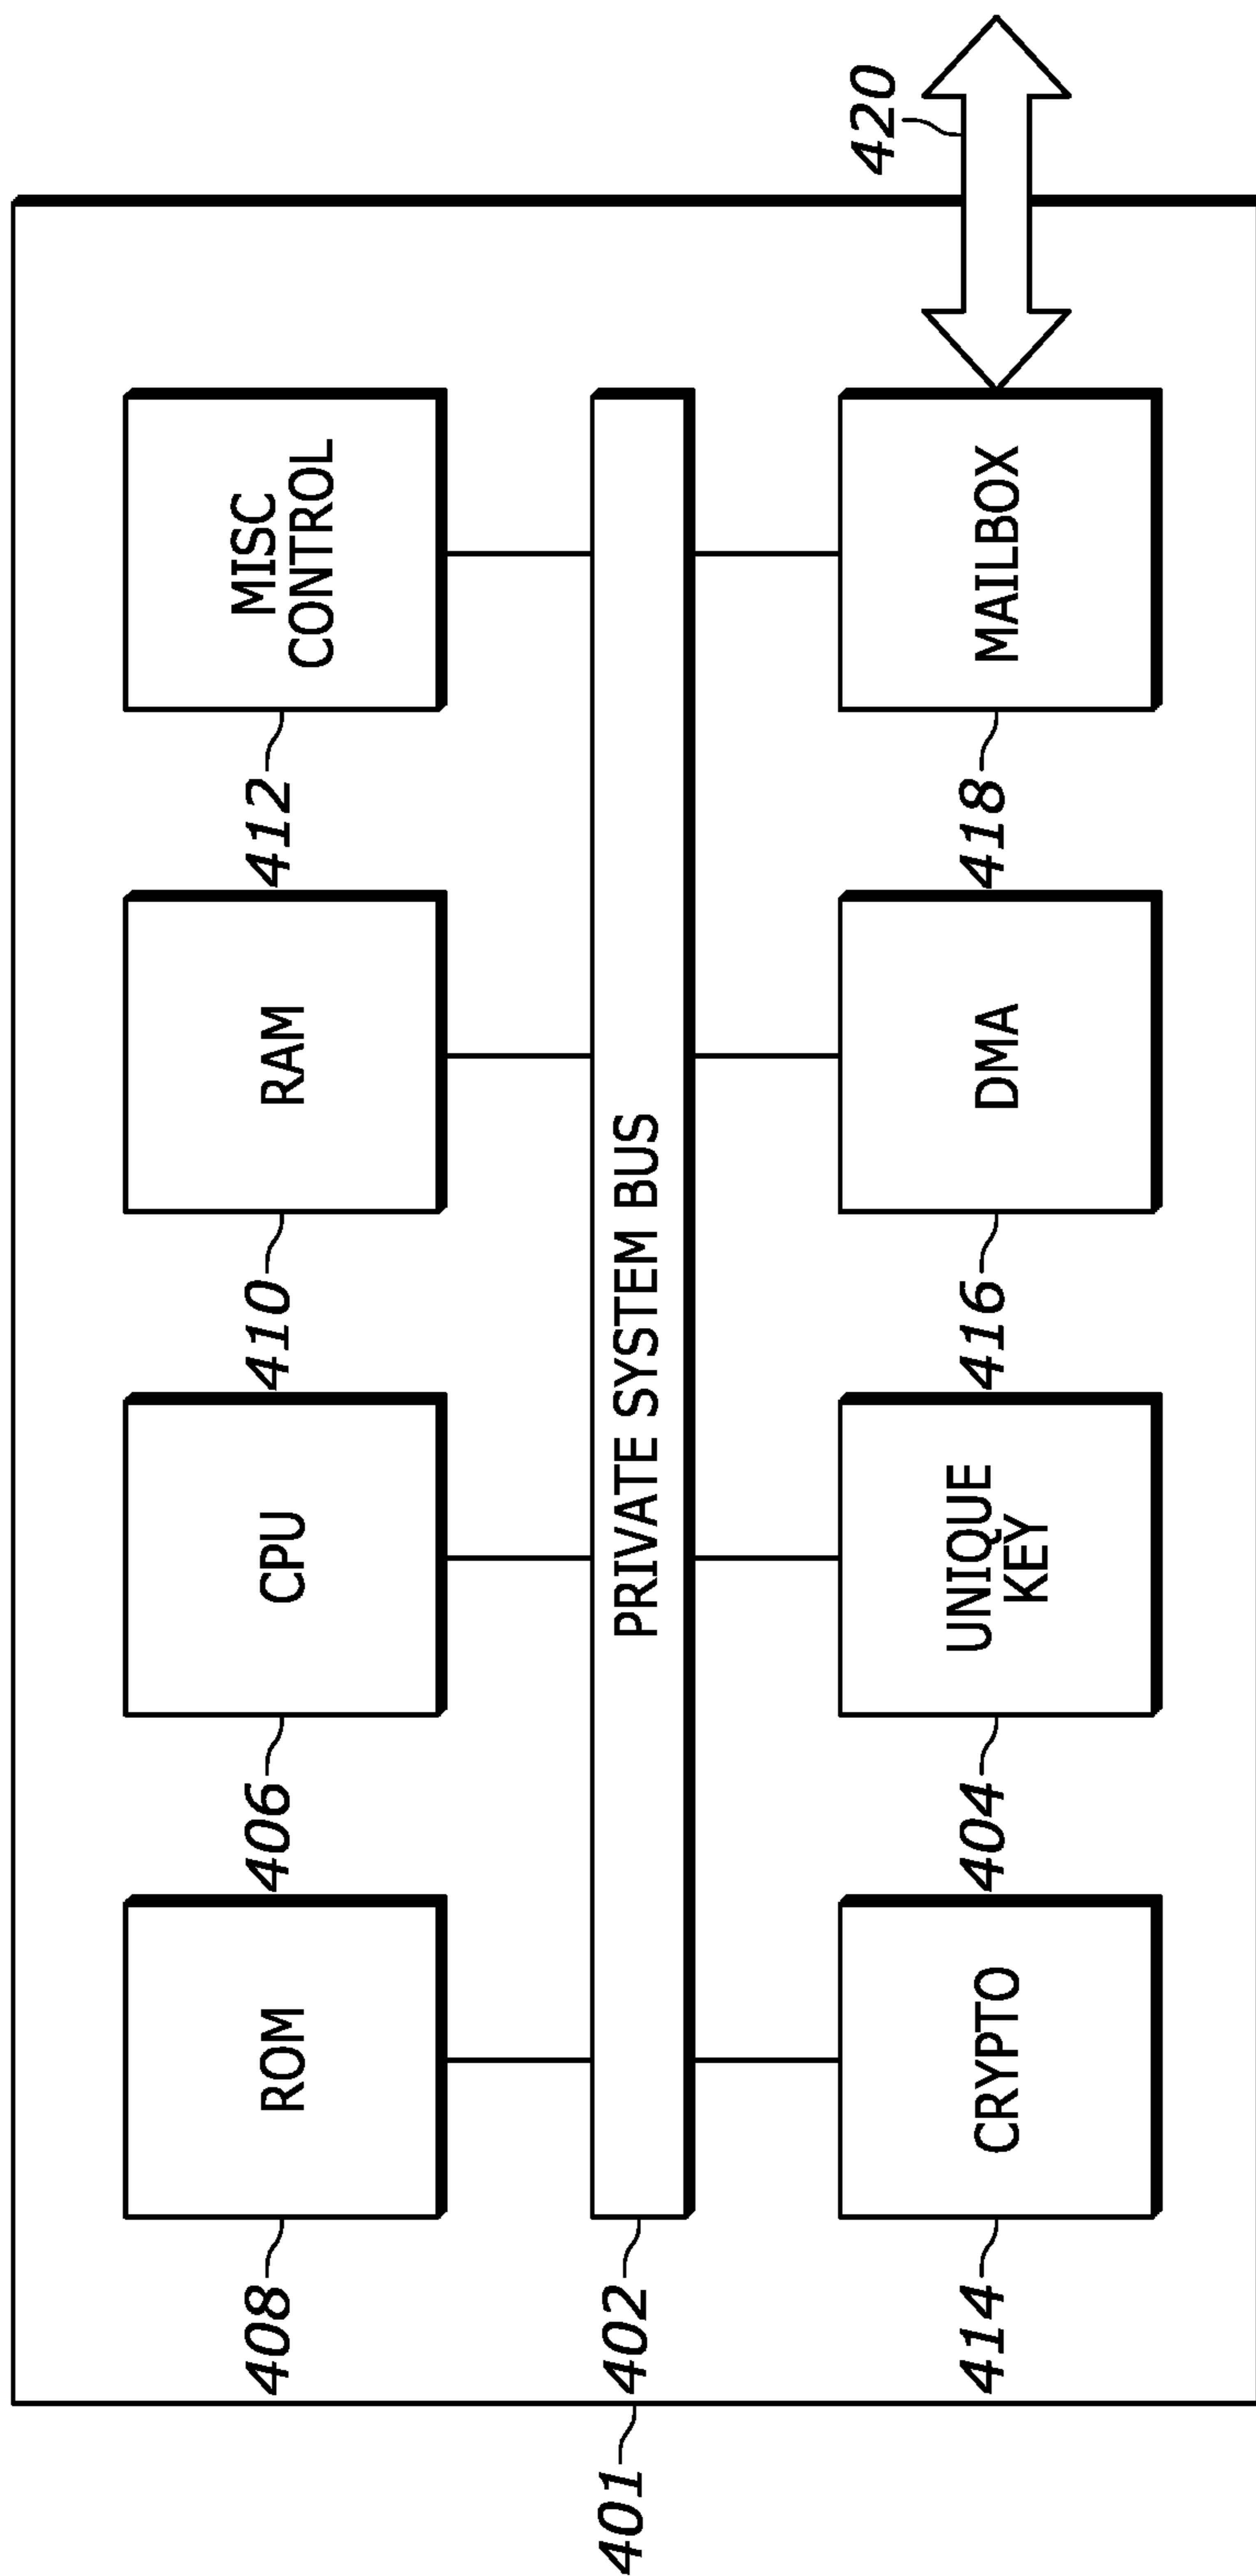 408
ROM
406
CPU
410
RAM
412
MISC
CONTROL
402
PRIVATE SYSTEM BUS
401
414
CRYPTO
404
UNIQUE
KEY
416
DMA
418
MAILBOX
420